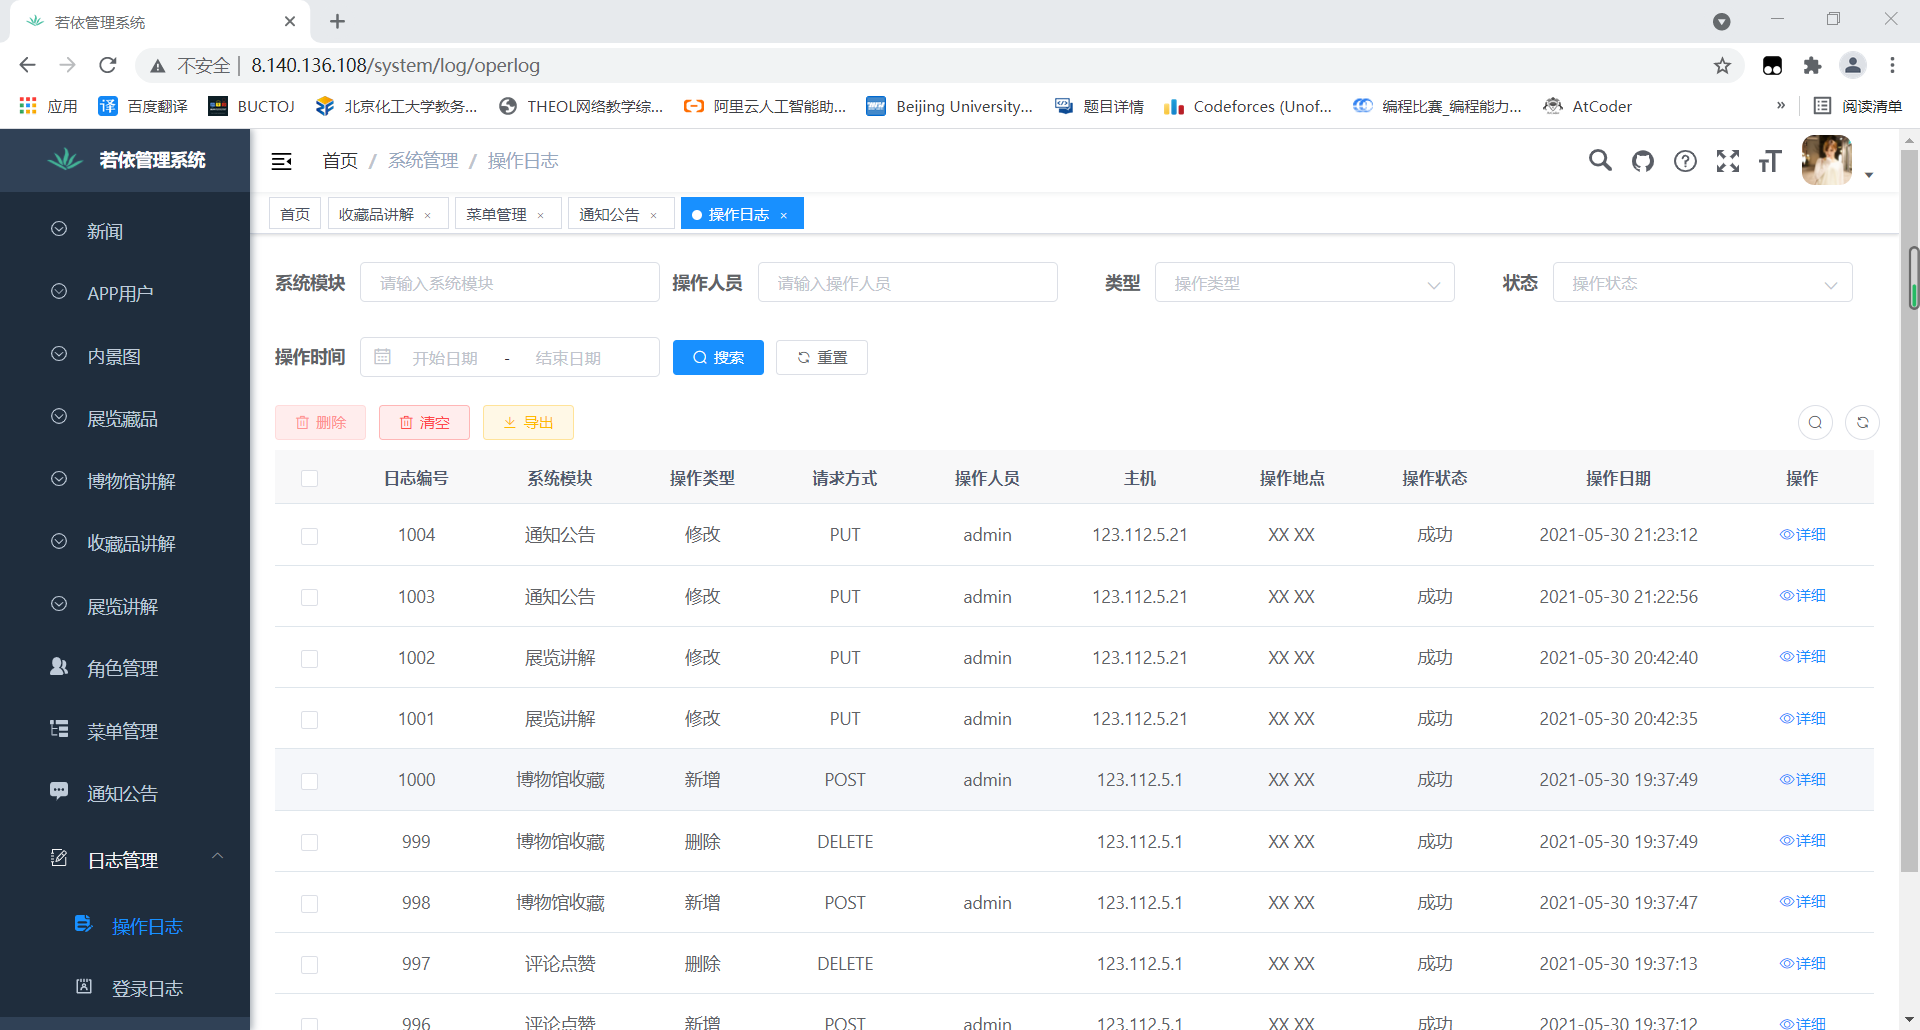 若依管理系统
不安全 | 8.140.136.108/system/log/operlog
应用 百度翻译 BUCTOJ 北京化工大学教务... THEOL网络教学综... 阿里云人工智能助... Beijing University... 题目详情 Codeforces (Unof... 编程比赛_编程能力... AtCoder » 阅读清单
若依管理系统
首页 / 系统管理 / 操作日志
首页 收藏品讲解 × 菜单管理 × 通知公告 × 操作日志 ×
新闻
APP用户
内景图
展览藏品
博物馆讲解
收藏品讲解
展览讲解
角色管理
菜单管理
通知公告
日志管理
操作日志
登录日志
系统模块 请输入系统模块 操作人员 请输入操作人员 类型 操作类型 状态 操作状态
操作时间 开始日期 - 结束日期 搜索 重置
删除 清空 导出
日志编号 系统模块 操作类型 请求方式 操作人员 主机 操作地点 操作状态 操作日期 操作
1004 通知公告 修改 PUT admin 123.112.5.21 XX XX 成功 2021-05-30 21:23:12 详细
1003 通知公告 修改 PUT admin 123.112.5.21 XX XX 成功 2021-05-30 21:22:56 详细
1002 展览讲解 修改 PUT admin 123.112.5.21 XX XX 成功 2021-05-30 20:42:40 详细
1001 展览讲解 修改 PUT admin 123.112.5.21 XX XX 成功 2021-05-30 20:42:35 详细
1000 博物馆收藏 新增 POST admin 123.112.5.1 XX XX 成功 2021-05-30 19:37:49 详细
999 博物馆收藏 删除 DELETE 123.112.5.1 XX XX 成功 2021-05-30 19:37:49 详细
998 博物馆收藏 新增 POST admin 123.112.5.1 XX XX 成功 2021-05-30 19:37:47 详细
997 评论点赞 删除 DELETE 123.112.5.1 XX XX 成功 2021-05-30 19:37:13 详细
996 评论点赞 新增 POST admin 123.112.5.1 XX XX 成功 2021-05-30 19:37:12 详细